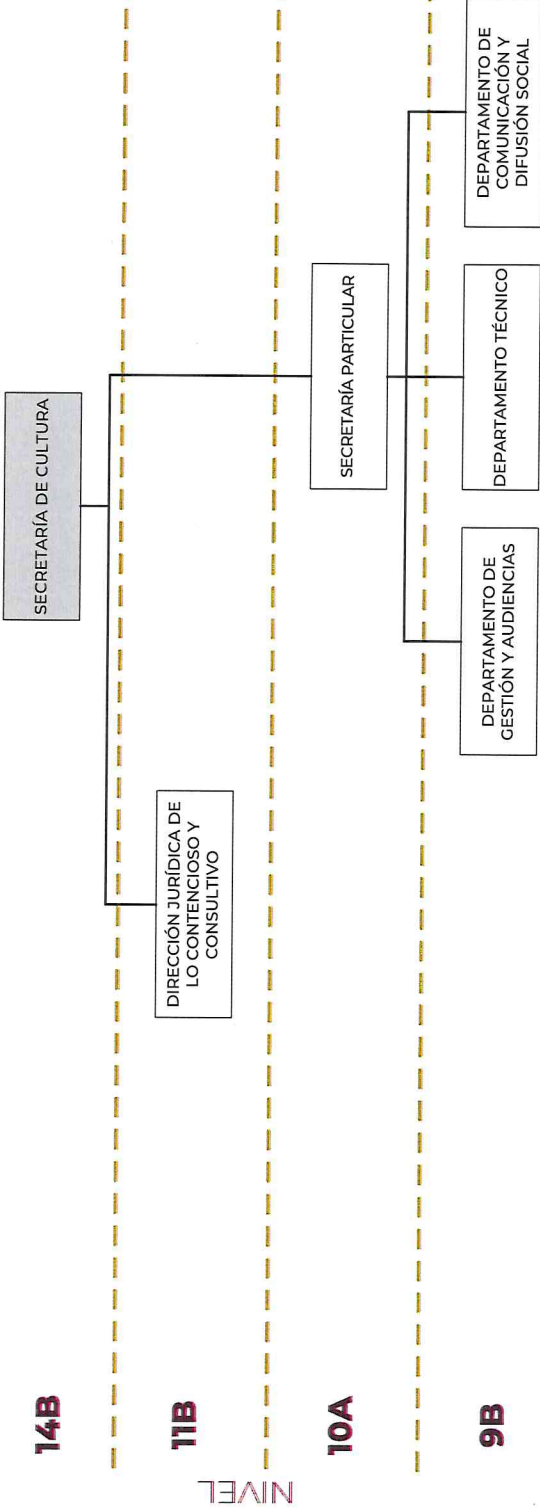 NIVEL
14B
SECRETARÍA DE CULTURA
11B
DIRECCIÓN JURÍDICA DE
LO CONTENCIOSO Y
CONSULTIVO
10A
SECRETARÍA PARTICULAR
9B
DEPARTAMENTO DE
GESTIÓN Y AUDIENCIAS
DEPARTAMENTO TÉCNICO
DEPARTAMENTO DE
COMUNICACIÓN Y
DIFUSIÓN SOCIAL